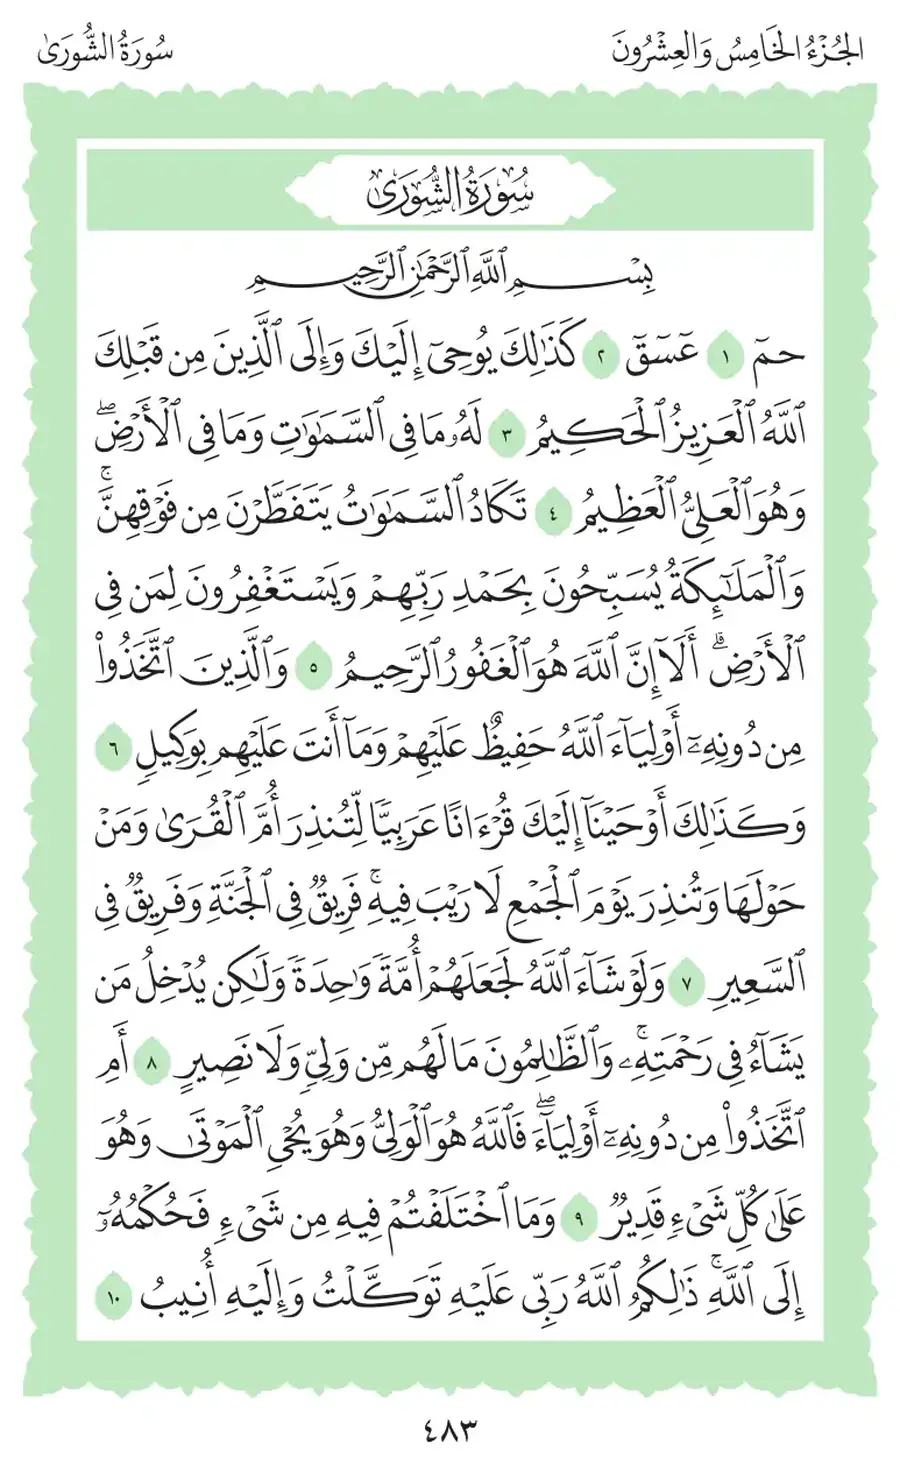 الجُزْءُ الخَامِسُ وَالعِشْرُونَ سُورَةُ الشُّورَىٰ
سُورَةُ الشُّورَىٰ
بِسْمِ ٱللَّهِ ٱلرَّحْمَٰنِ ٱلرَّحِيمِ
حمٓ ١ عٓسٓقٓ ٢ كَذَٰلِكَ يُوحِىٓ إِلَيْكَ وَإِلَى ٱلَّذِينَ مِن قَبْلِكَ
ٱللَّهُ ٱلْعَزِيزُ ٱلْحَكِيمُ ٣ لَهُۥ مَا فِى ٱلسَّمَٰوَٰتِ وَمَا فِى ٱلْأَرْضِۖ
وَهُوَ ٱلْعَلِىُّ ٱلْعَظِيمُ ٤ تَكَادُ ٱلسَّمَٰوَٰتُ يَتَفَطَّرْنَ مِن فَوْقِهِنَّۚ
وَٱلْمَلَٰٓئِكَةُ يُسَبِّحُونَ بِحَمْدِ رَبِّهِمْ وَيَسْتَغْفِرُونَ لِمَن فِى
ٱلْأَرْضِۗ أَلَآ إِنَّ ٱللَّهَ هُوَ ٱلْغَفُورُ ٱلرَّحِيمُ ٥ وَٱلَّذِينَ ٱتَّخَذُوا۟
مِن دُونِهِۦٓ أَوْلِيَآءَ ٱللَّهُ حَفِيظٌ عَلَيْهِمْ وَمَآ أَنتَ عَلَيْهِم بِوَكِيلٍ ٦
وَكَذَٰلِكَ أَوْحَيْنَآ إِلَيْكَ قُرْءَانًا عَرَبِيًّا لِّتُنذِرَ أُمَّ ٱلْقُرَىٰ وَمَنْ
حَوْلَهَا وَتُنذِرَ يَوْمَ ٱلْجَمْعِ لَا رَيْبَ فِيهِۚ فَرِيقٌ فِى ٱلْجَنَّةِ وَفَرِيقٌ فِى
ٱلسَّعِيرِ ٧ وَلَوْ شَآءَ ٱللَّهُ لَجَعَلَهُمْ أُمَّةً وَٰحِدَةً وَلَٰكِن يُدْخِلُ مَن
يَشَآءُ فِى رَحْمَتِهِۦۚ وَٱلظَّٰلِمُونَ مَا لَهُم مِّن وَلِىٍّ وَلَا نَصِيرٍ ٨ أَمِ
ٱتَّخَذُوا۟ مِن دُونِهِۦٓ أَوْلِيَآءَۖ فَٱللَّهُ هُوَ ٱلْوَلِىُّ وَهُوَ يُحْىِ ٱلْمَوْتَىٰ وَهُوَ
عَلَىٰ كُلِّ شَىْءٍ قَدِيرٌ ٩ وَمَا ٱخْتَلَفْتُمْ فِيهِ مِن شَىْءٍ فَحُكْمُهُۥٓ
إِلَى ٱللَّهِۚ ذَٰلِكُمُ ٱللَّهُ رَبِّى عَلَيْهِ تَوَكَّلْتُ وَإِلَيْهِ أُنِيبُ ١٠
٤٨٣